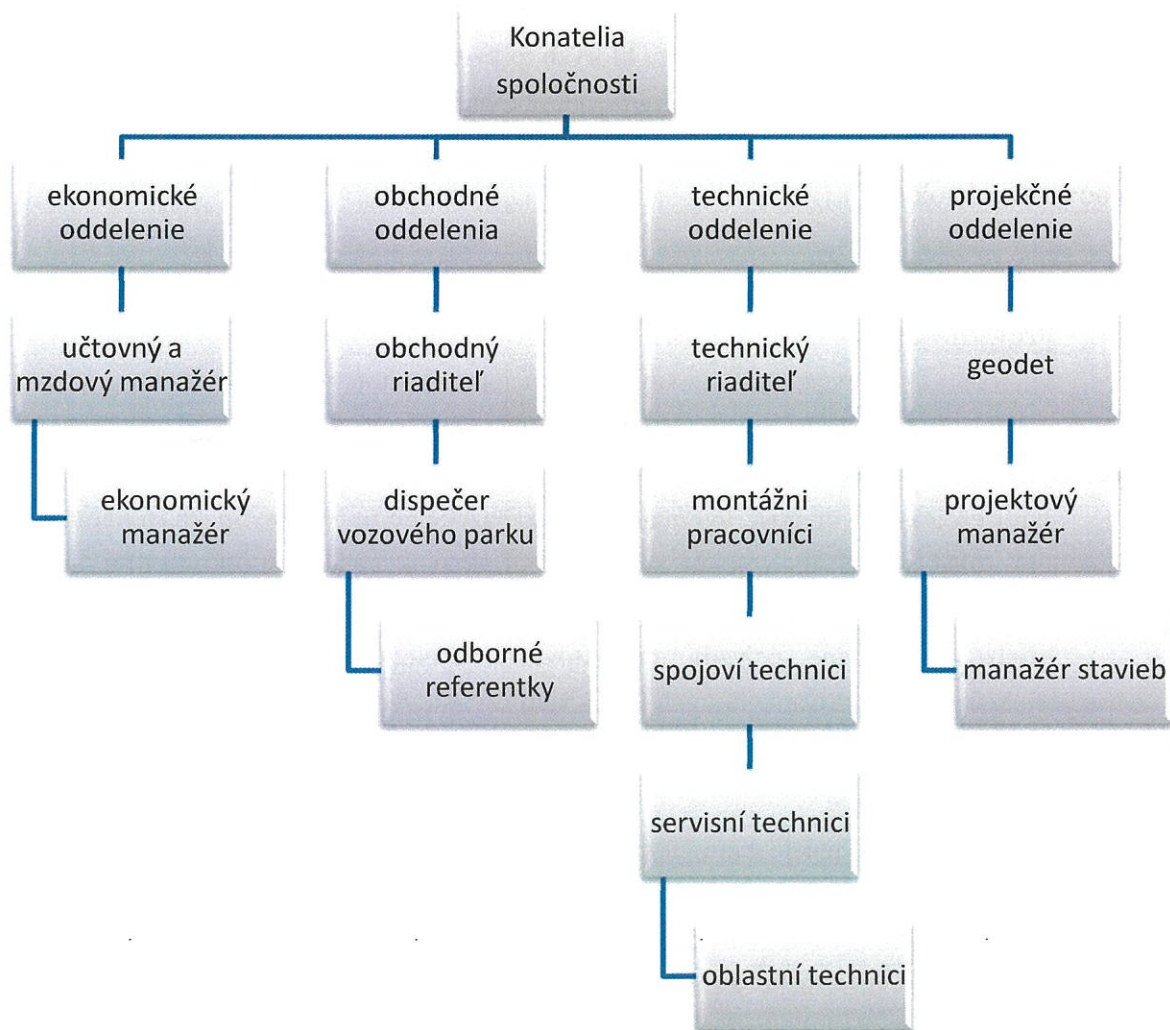 Konatelia
spoločnosti
ekonomické
oddelenie
obchodné
oddelenia
technické
oddelenie
projekčné
oddelenie
učtovný a
mzdový manažér
obchodný
riaditeľ
technický
riaditeľ
geodet
ekonomický
manažér
dispečer
vozového parku
montážni
pracovníci
projektový
manažér
odborné
referentky
spojoví technici
manažér stavieb
servisní technici
oblastní technici